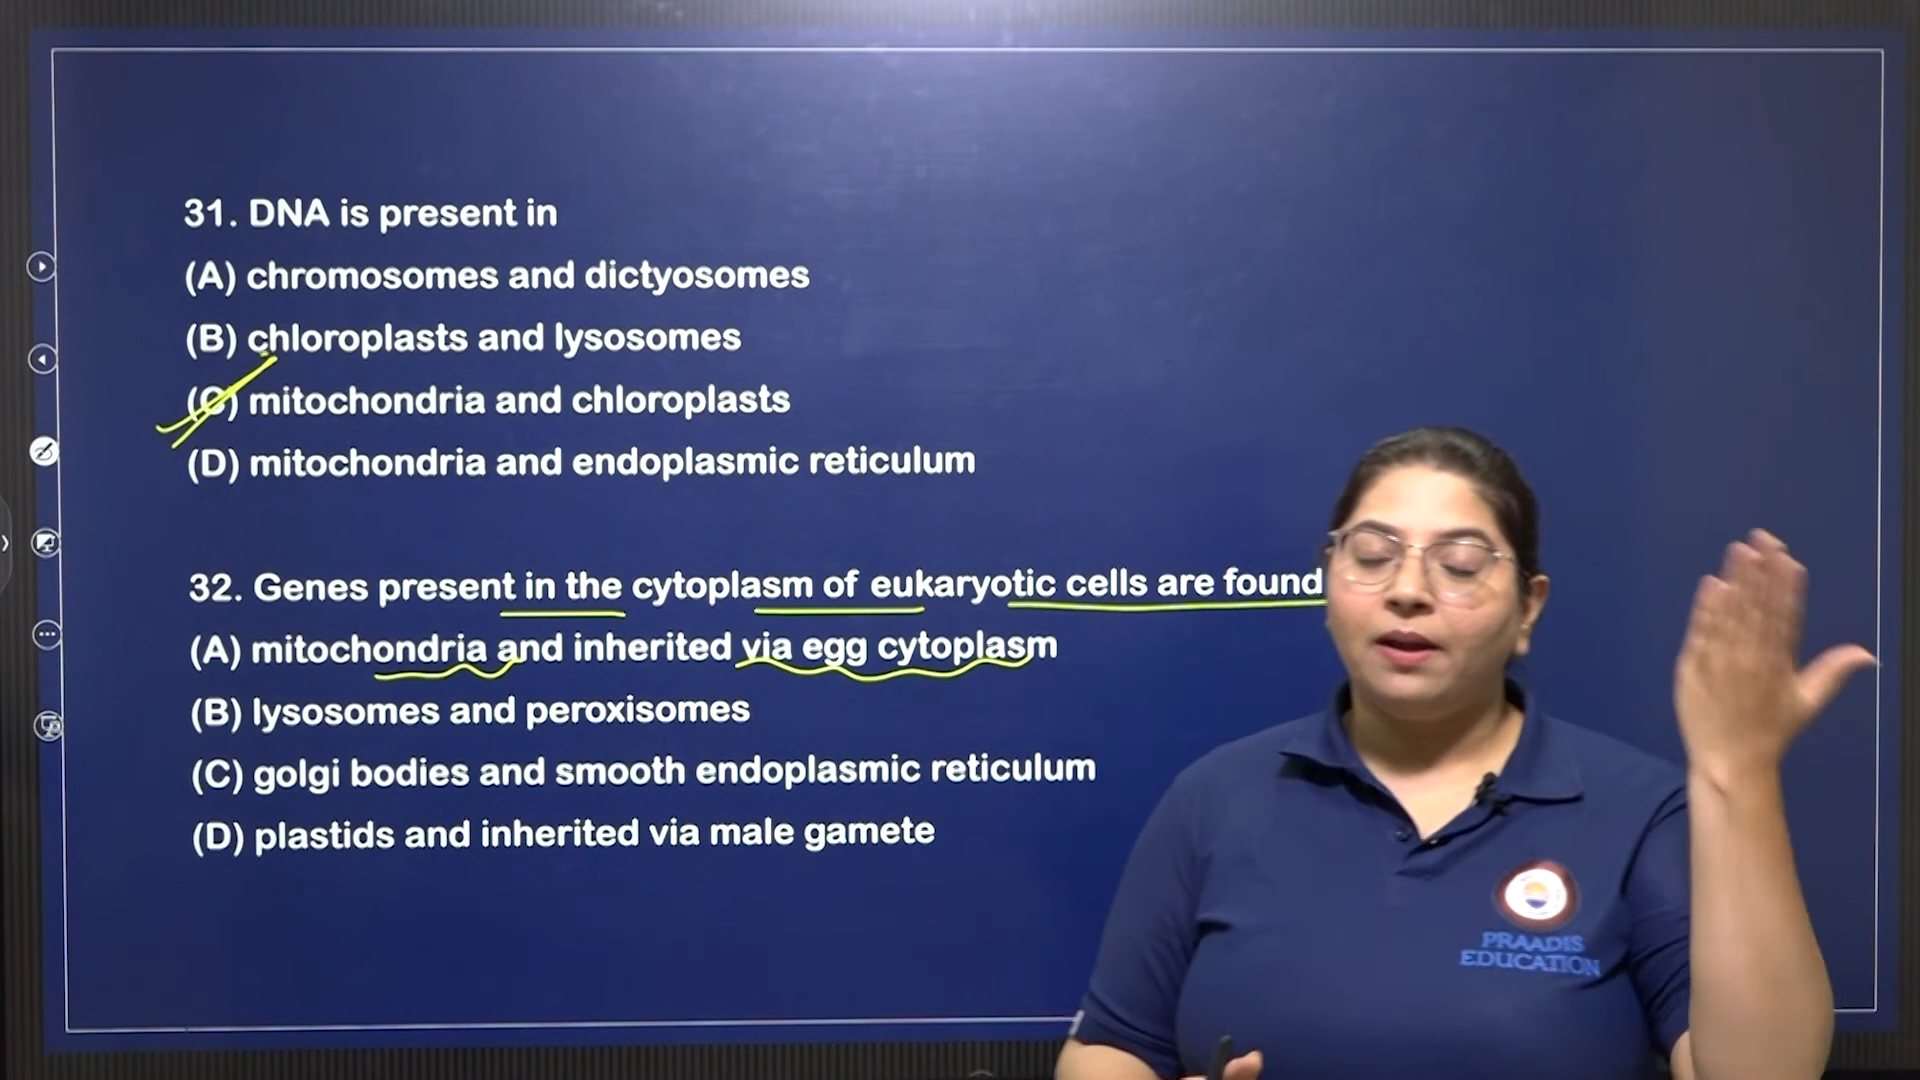 31. DNA is present in
(A) chromosomes and dictyosomes
(B) chloroplasts and lysosomes
(C) mitochondria and chloroplasts
(D) mitochondria and endoplasmic reticulum
32. Genes present in the cytoplasm of eukaryotic cells are found
(A) mitochondria and inherited via egg cytoplasm
(B) lysosomes and peroxisomes
(C) golgi bodies and smooth endoplasmic reticulum
(D) plastids and inherited via male gamete
PRAADIS
EDUCATION